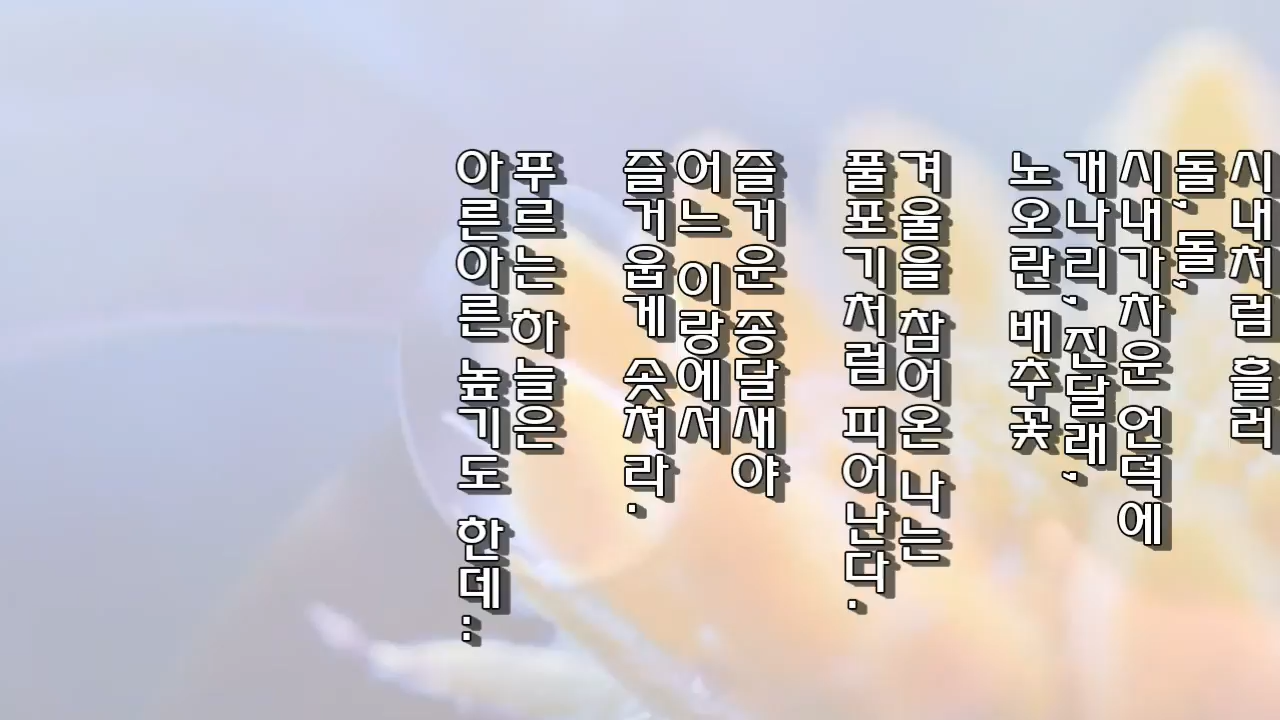 시내처럼 흘러
돌, 돌,
시내가차운 언덕에
개나리, 진달래,
노오란 배추꽃
겨울을 참어온 나는
풀포기처럼 피어난다.
즐거운 종달새야
어느 이랑에서
즐거웁게 솟쳐라.
푸르른 하늘은
아른아른 높기도 한데: